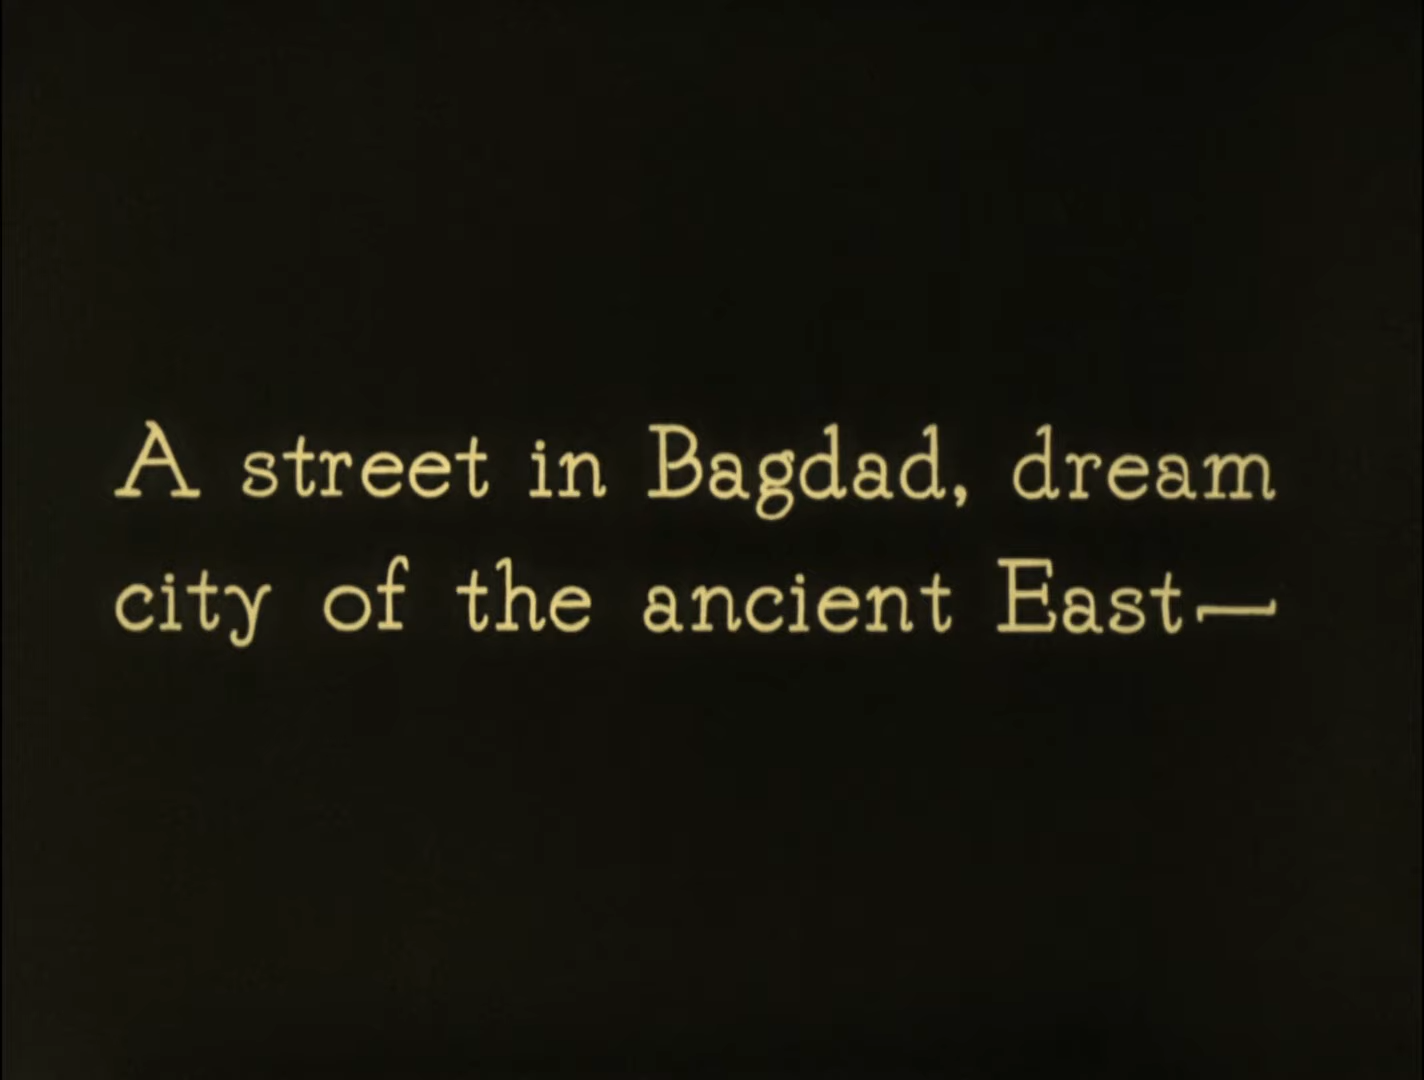 A street in Bagdad, dream
city of the ancient East—